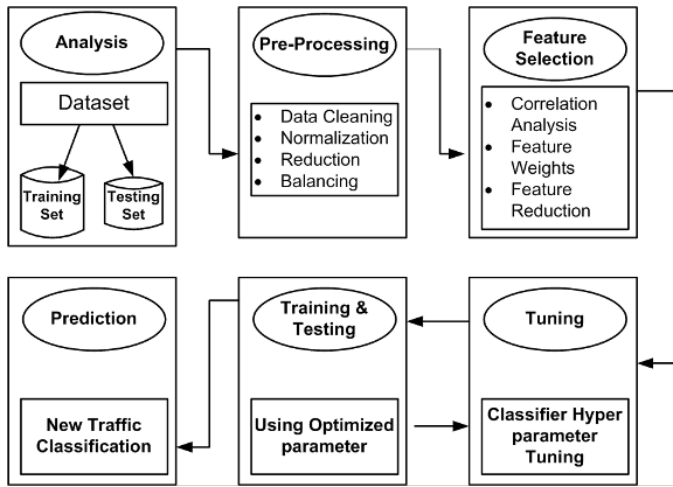 Analysis
Dataset
Training
Set
Testing
Set
Pre-Processing
• Data Cleaning
• Normalization
• Reduction
• Balancing
Feature
Selection
• Correlation
Analysis
• Feature
Weights
• Feature
Reduction
Prediction
New Traffic
Classification
Training &
Testing
Using Optimized
parameter
Tuning
Classifier Hyper
parameter
Tuning